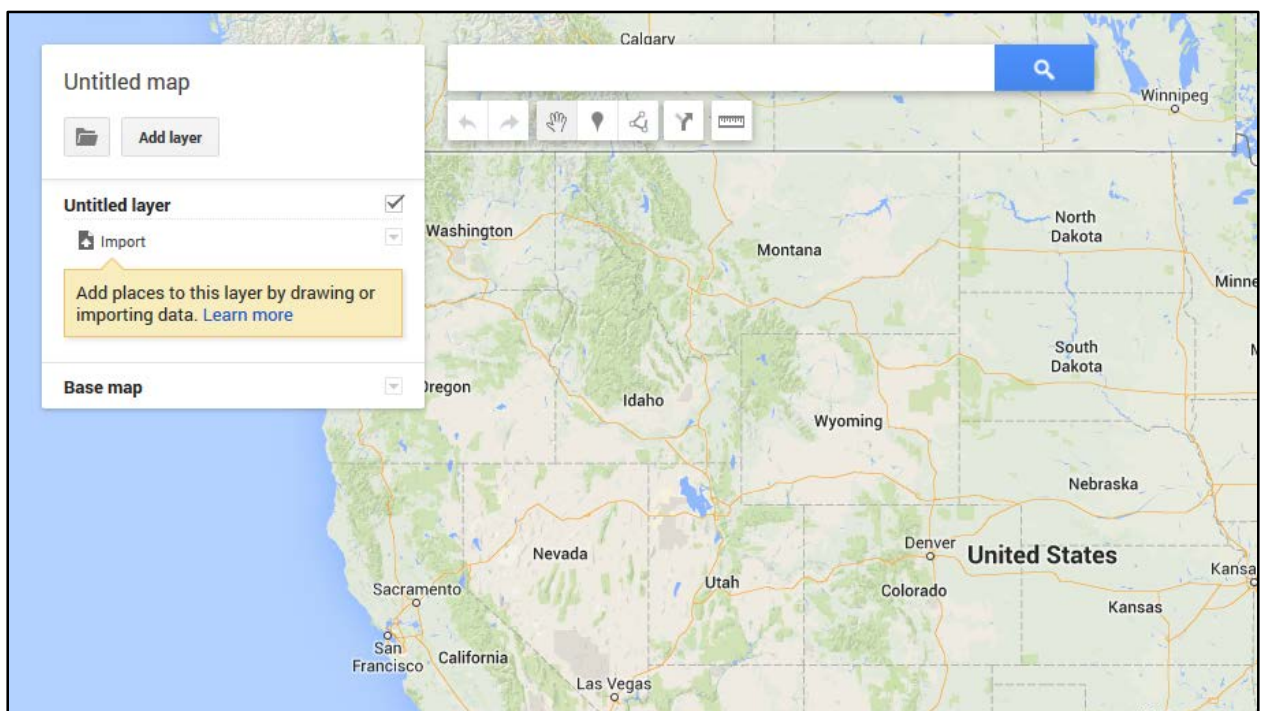 Untitled map
Add layer
Untitled layer
Import
Add places to this layer by drawing or
importing data. Learn more
Base map
Calgary
Winnipeg
Washington
Montana
North
Dakota
Minne
South
Dakota
Oregon
Idaho
Wyoming
Nebraska
Nevada
Utah
Denver
United States
Colorado
Kansa
Kansas
Sacramento
San
Francisco
California
Las Vegas